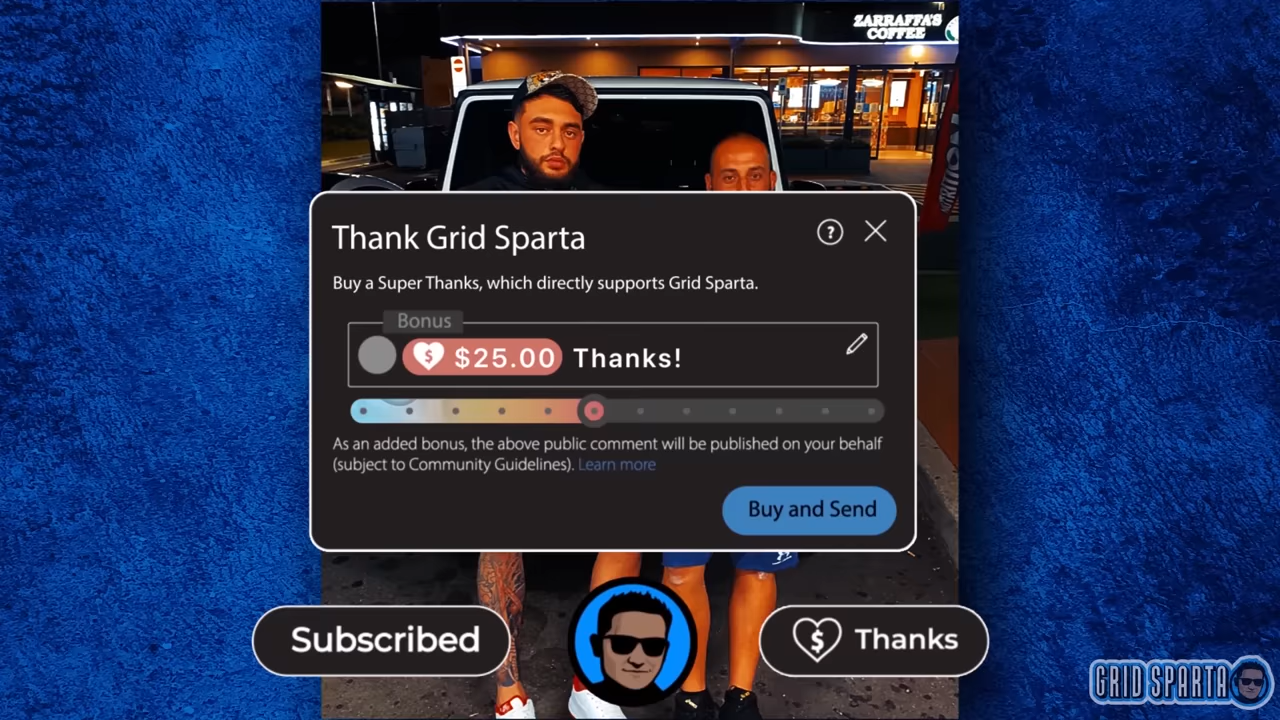 ZARRAFFA'S
COFFEE
Thank Grid Sparta
?
Buy a Super Thanks, which directly supports Grid Sparta.
Bonus
$ $25.00 Thanks!
As an added bonus, the above public comment will be published on your behalf
(subject to Community Guidelines). Learn more
Buy and Send
Subscribed
$ Thanks
GRID SPARTA